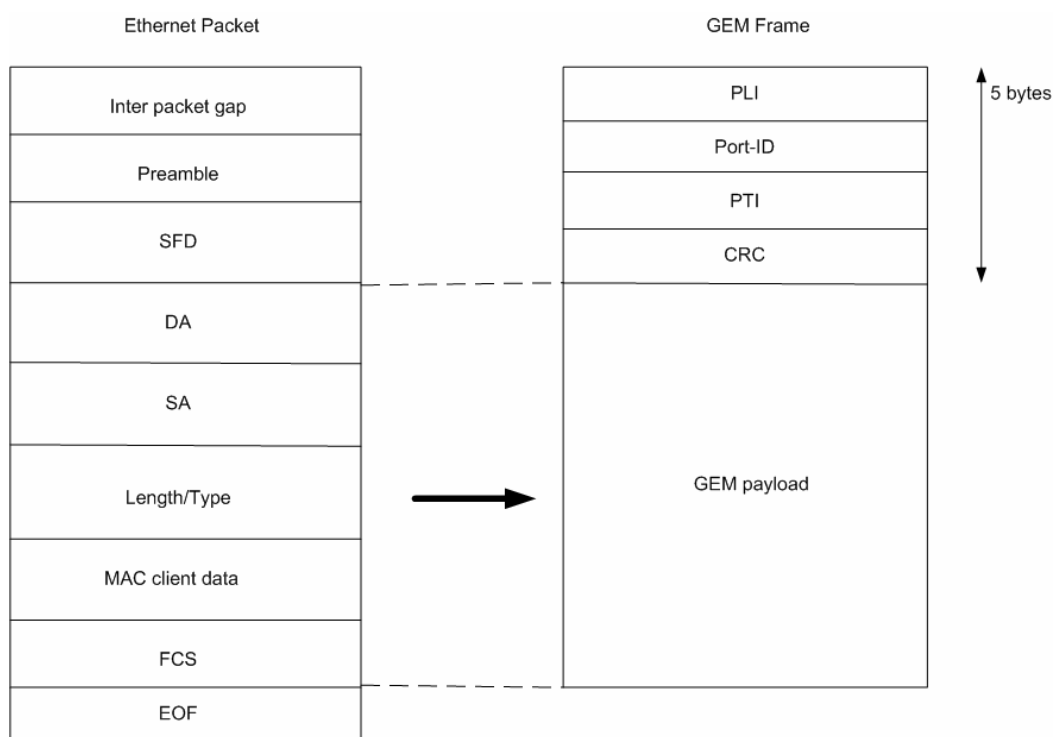 Ethernet Packet
Inter packet gap
Preamble
SFD
DA
SA
Length/Type
MAC client data
FCS
EOF
GEM Frame
PLI
Port-ID
PTI
CRC
GEM payload
5 bytes